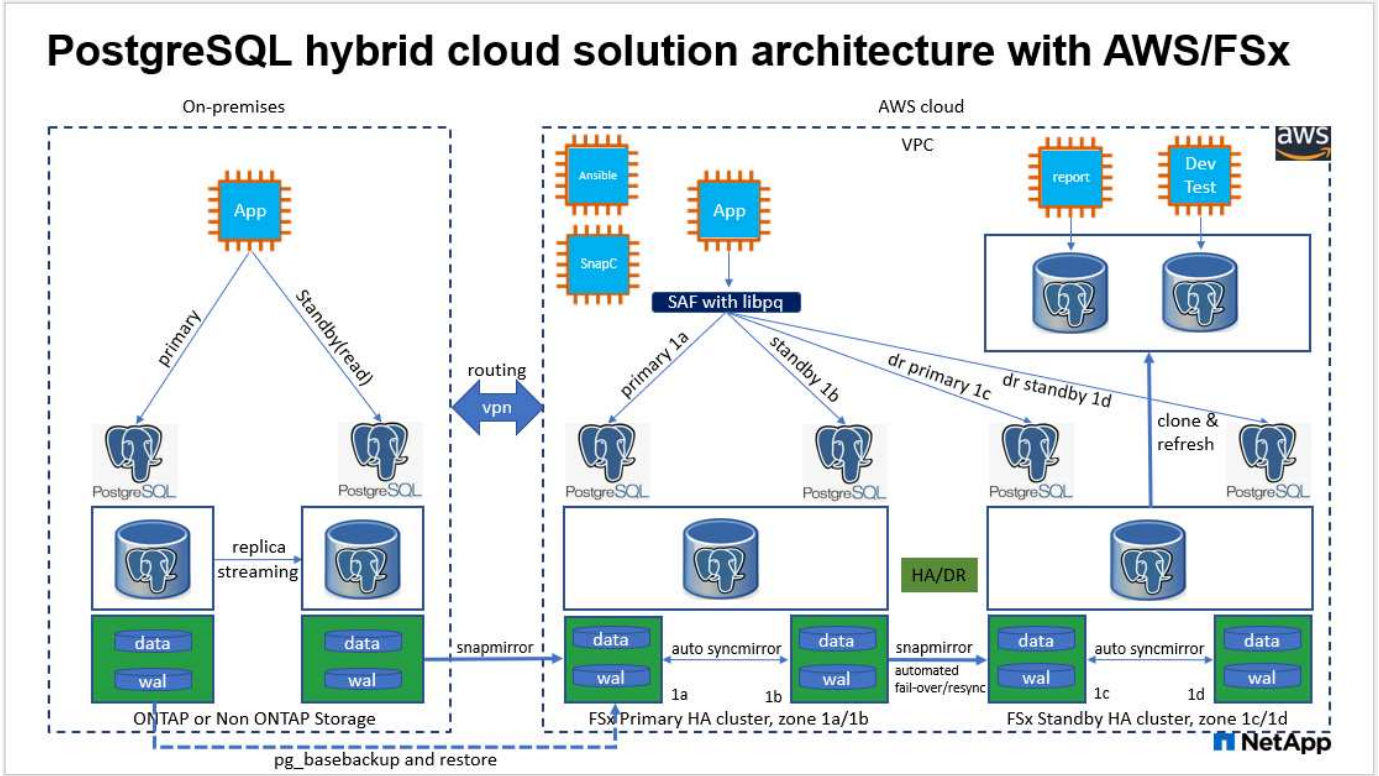 PostgreSQL hybrid cloud solution architecture with AWS/FSx
On-premises
AWS cloud
VPC
aws
App
Ansible
SnapC
App
report
Dev
Test
SAF with libpq
primary
Standby(read)
routing
vpn
primary 1a
standby 1b
dr primary 1c
dr standby 1d
clone &
refresh
PostgreSQL
PostgreSQL
PostgreSQL
PostgreSQL
PostgreSQL
PostgreSQL
replica
streaming
HA/DR
data
wal
data
wal
snapmirror
data
wal
1a
auto syncmirror
1b
data
wal
snapmirror
automated
fail-over/resync
data
wal
1c
auto syncmirror
1d
data
wal
ONTAP or Non ONTAP Storage
FSx Primary HA cluster, zone 1a/1b
FSx Standby HA cluster, zone 1c/1d
pg_basebackup and restore
NetApp